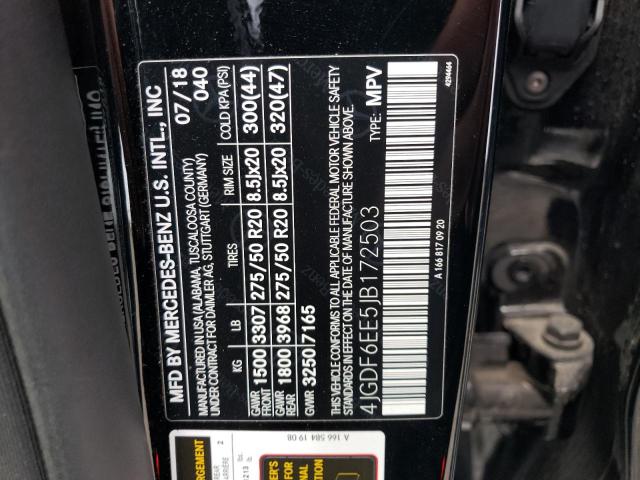 MFD BY MERCEDES-BENZ U.S. INTL., INC
MANUFACTURED IN USA (ALABAMA, TUSCALOOSA COUNTY) 07/18
UNDER CONTRACT FOR DAIMLER AG, STUTTGART (GERMANY) 040
KG LB TIRES RIM SIZE COLD KPA (PSI)
GAWR FRONT 1500 3307 275/50 R20 8.5Jx20 300(44)
GAWR REAR 1800 3968 275/50 R20 8.5Jx20 320(47)
GVWR 3250 7165
THIS VEHICLE CONFORMS TO ALL APPLICABLE FEDERAL MOTOR VEHICLE SAFETY
STANDARDS IN EFFECT ON THE DATE OF MANUFACTURE SHOWN ABOVE.
4JGDF6EE5JB172503 TYPE: MPV
A 166 817 09 20 4294464
A 166 584 19 08